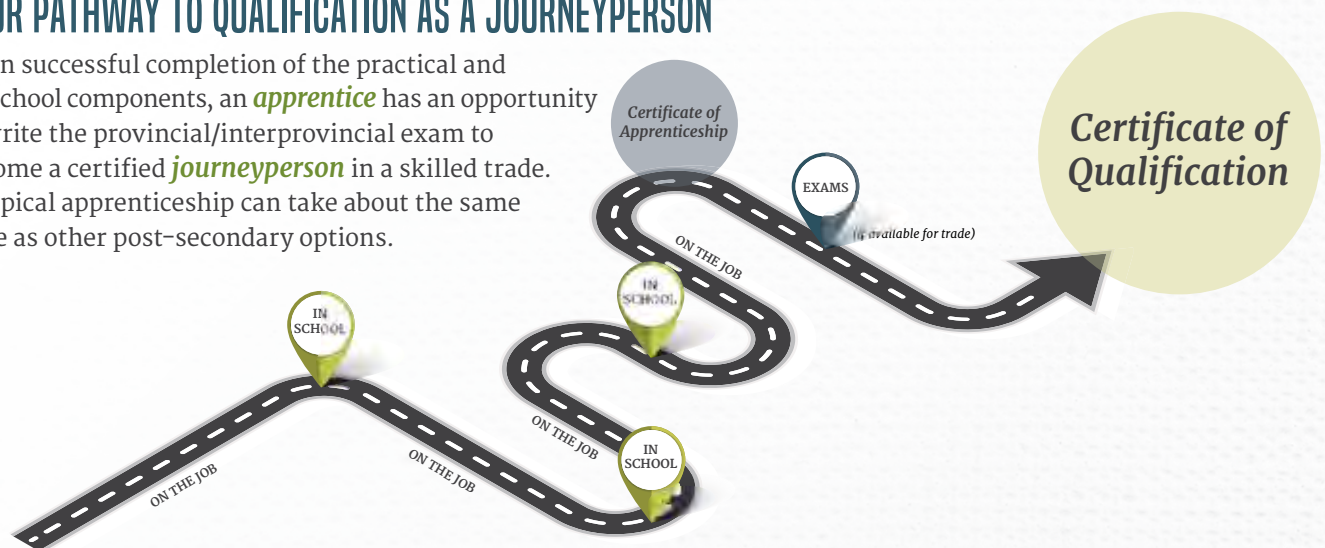 UR PATHWAY TO QUALIFICATION AS A JOURNEYPERSON
n successful completion of the practical and
chool components, an apprentice has an opportunity
rite the provincial/interprovincial exam to
ome a certified journeyperson in a skilled trade.
pical apprenticeship can take about the same
e as other post-secondary options.
Certificate of
Apprenticeship
Certificate of
Qualification
EXAMS
available for trade)
ON THE JOB
IN
SCHOOL
IN
SCHOOL
ON THE JOB
IN
SCHOOL
ON THE JOB
ON THE JOB